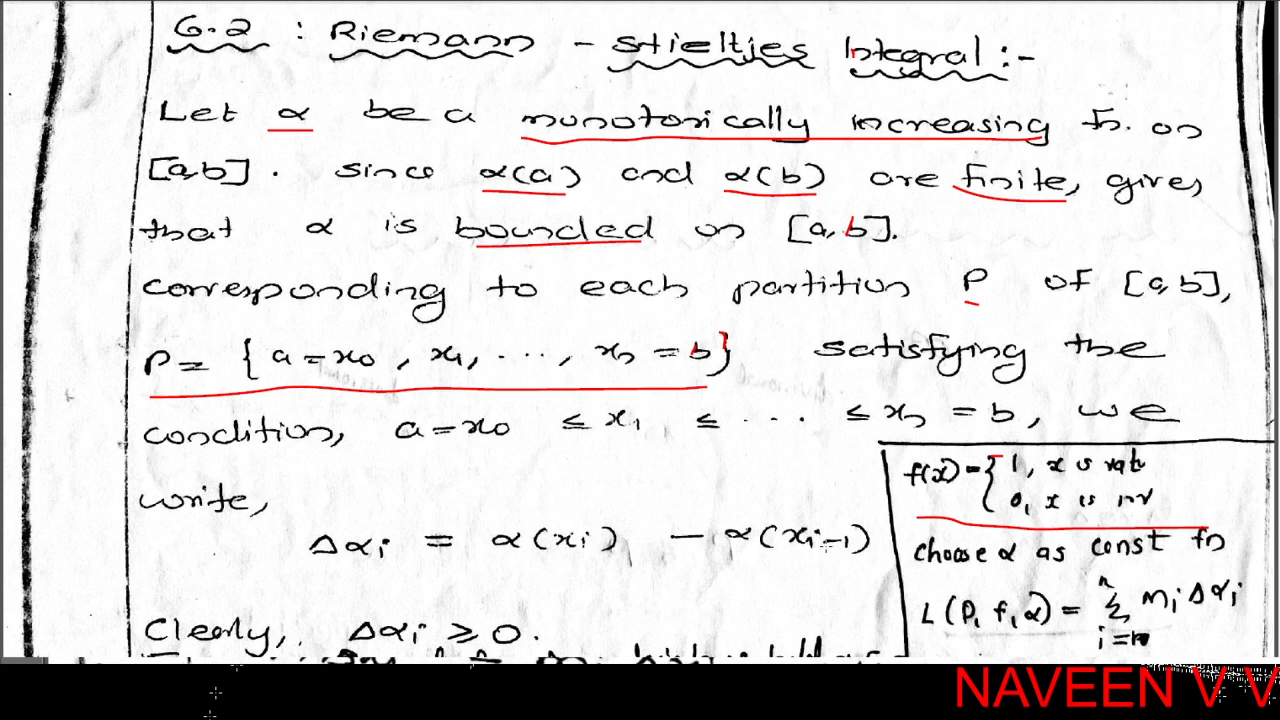 6.2 : Riemann - Stieltjes Integral :-
Let α be a monotonically increasing fn. on
[a,b]. since α(a) and α(b) are finite, gives
that α is bounded on [a,b].
corresponding to each partition P of [a,b],
P = { a = x0 , x1, ..., xn = b} satisfying the
condition, a = x0 ≤ x1 ≤ ... ≤ xn = b, we
write,
Δαi = α(xi) - α(xi-1)
Clearly, Δαi ≥ 0.
f(x) = { 1, x is rat
0, x is irr
choose α as const fn
L(P, f, α) = Σ mi Δαi
NAVEEN V V